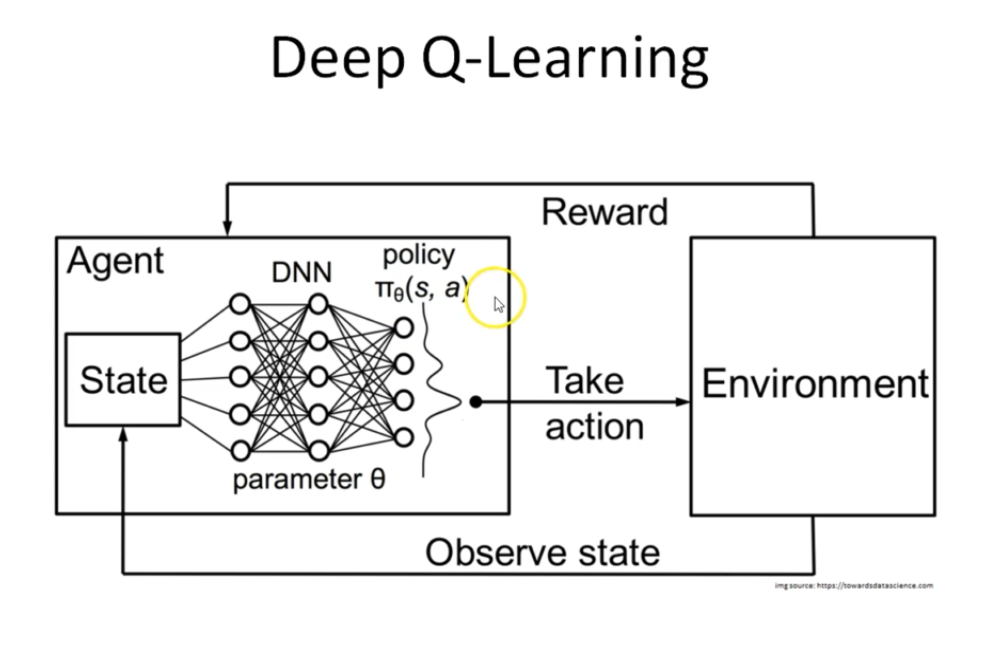 Deep Q-Learning
Reward
Agent
DNN
policy
πθ(s, a)
State
Take
action
Environment
parameter θ
Observe state
img source: https://towardsdatascience.com